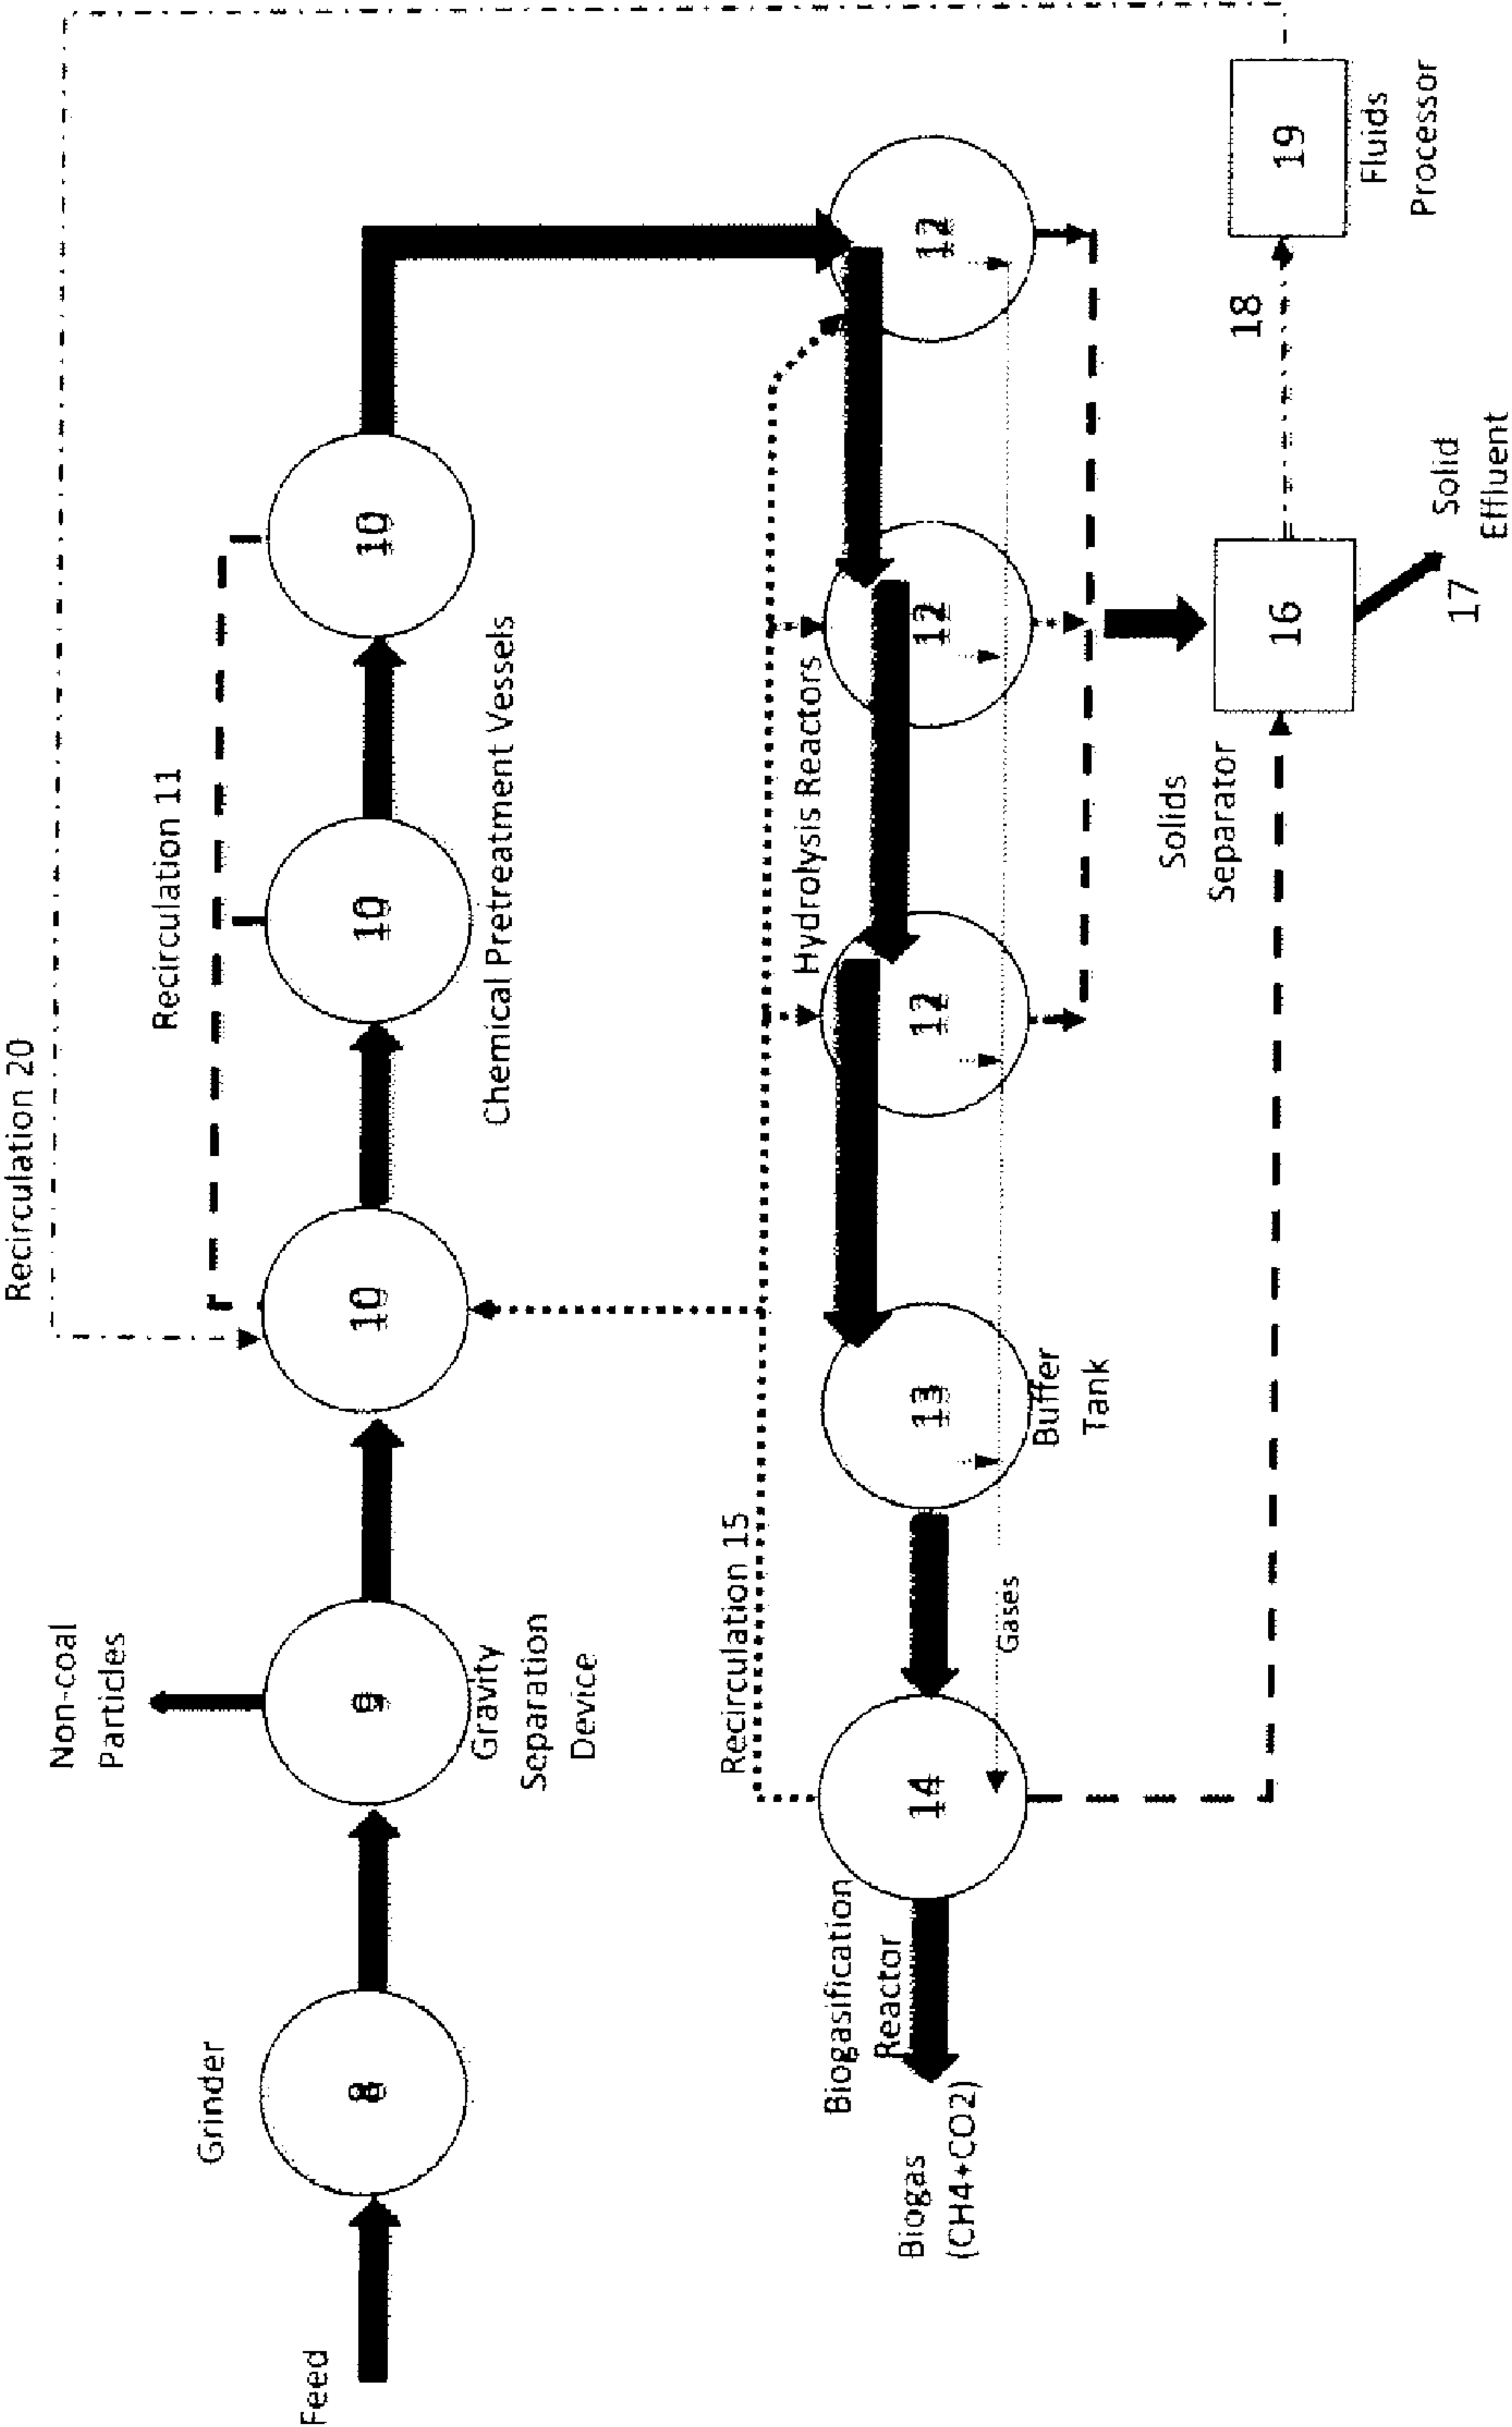 Recirculation 20
Recirculation 11
Non-coal
Particles
Grinder
Feed
8
9
10
10
10
Gravity
Separation
Device
Chemical Pretreatment Vessels
Recirculation 15
Hydrolysis Reactors
Biogasification
Reactor
14
13
12
12
12
Biogas
(CH4+CO2)
Gases
Buffer
Tank
Solids
Separator
16
18
19
Fluids
Processor
17
Solid
Effluent